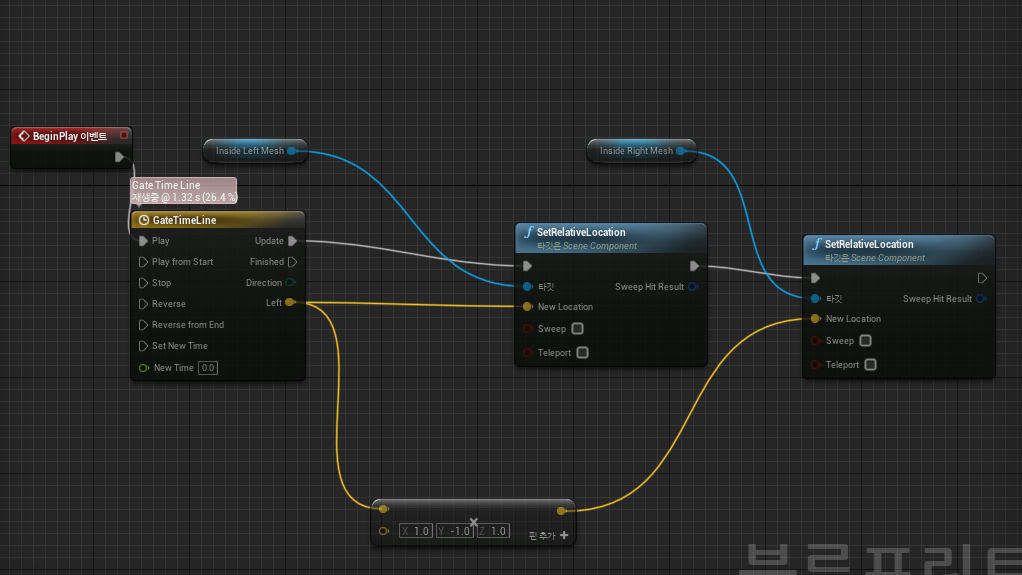 BeginPlay 이벤트
Inside Left Mesh
Inside Right Mesh
Gate Time Line
재생중 @ 1.32 s (26.4 %)
GateTimeLine
Play
Update
Play from Start
Finished
Stop
Direction
Reverse
Left
Reverse from End
Set New Time
New Time 0.0
SetRelativeLocation
타깃은 Scene Component
타깃
Sweep Hit Result
New Location
Sweep
Teleport
SetRelativeLocation
타깃은 Scene Component
타깃
Sweep Hit Result
New Location
Sweep
Teleport
X 1.0 Y -1.0 Z 1.0
핀 추가
블루프린트